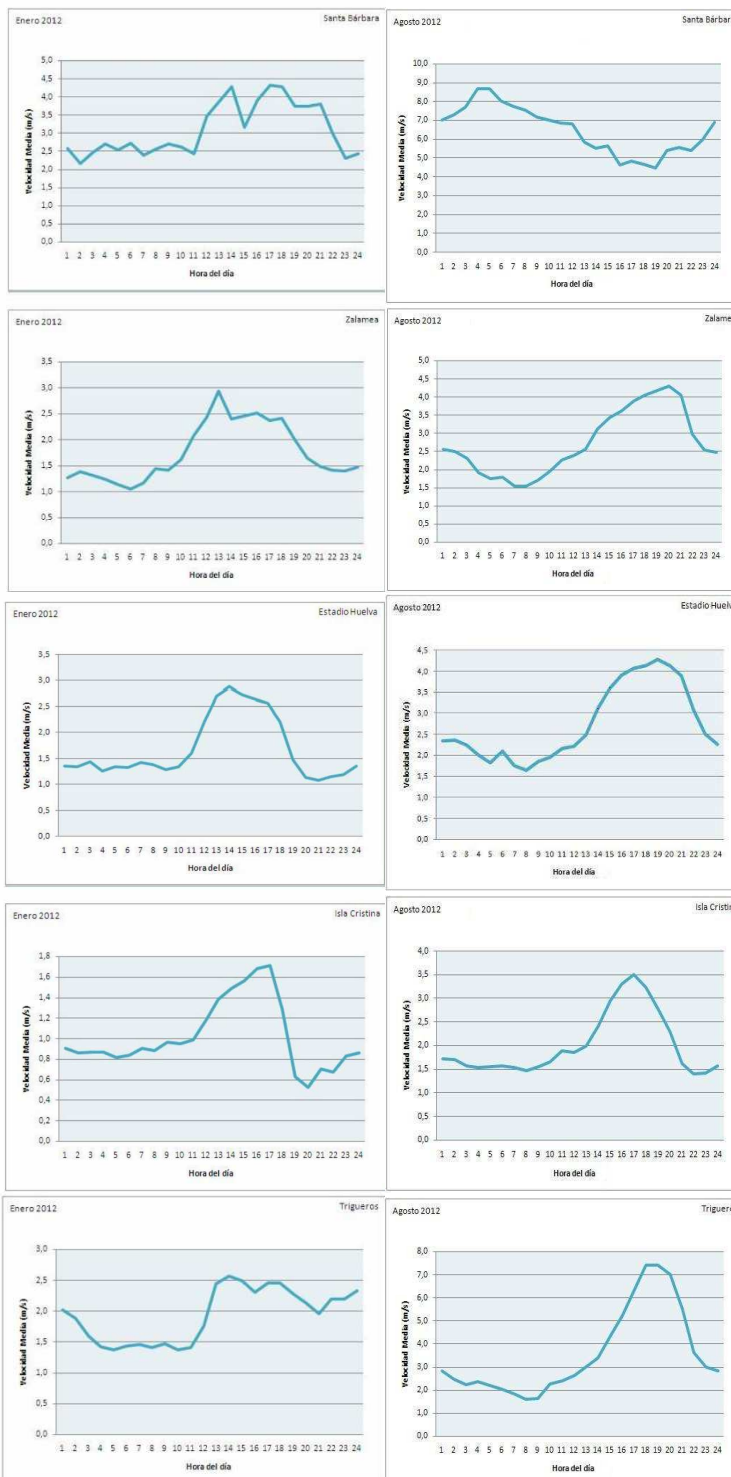 Enero 2012 Santa Bárbara
Velocidad Media (m/s)
5,0
4,5
4,0
3,5
3,0
2,5
2,0
1,5
1,0
0,5
0,0
1 2 3 4 5 6 7 8 9 10 11 12 13 14 15 16 17 18 19 20 21 22 23 24
Hora del día
Agosto 2012 Santa Bárbar
Velocidad Media (m/s)
10,0
9,0
8,0
7,0
6,0
5,0
4,0
3,0
2,0
1,0
0,0
1 2 3 4 5 6 7 8 9 10 11 12 13 14 15 16 17 18 19 20 21 22 23 24
Hora del día
Enero 2012 Zalamea
Velocidad Media (m/s)
3,5
3,0
2,5
2,0
1,5
1,0
0,5
0,0
1 2 3 4 5 6 7 8 9 10 11 12 13 14 15 16 17 18 19 20 21 22 23 24
Hora del día
Agosto 2012 Zalame
Velocidad Media (m/s)
5,0
4,5
4,0
3,5
3,0
2,5
2,0
1,5
1,0
0,5
0,0
1 2 3 4 5 6 7 8 9 10 11 12 13 14 15 16 17 18 19 20 21 22 23 24
Hora del día
Enero 2012 Estadio Huelva
Velocidad Media (m/s)
3,5
3,0
2,5
2,0
1,5
1,0
0,5
0,0
1 2 3 4 5 6 7 8 9 10 11 12 13 14 15 16 17 18 19 20 21 22 23 24
Hora del día
Agosto 2012 Estadio Huelv
Velocidad Media (m/s)
4,5
4,0
3,5
3,0
2,5
2,0
1,5
1,0
0,5
0,0
1 2 3 4 5 6 7 8 9 10 11 12 13 14 15 16 17 18 19 20 21 22 23 24
Hora del día
Enero 2012 Isla Cristina
Velocidad Media (m/s)
1,8
1,6
1,4
1,2
1,0
0,8
0,6
0,4
0,2
0,0
1 2 3 4 5 6 7 8 9 10 11 12 13 14 15 16 17 18 19 20 21 22 23 24
Hora del día
Agosto 2012 Isla Cristin
Velocidad Media (m/s)
4,0
3,5
3,0
2,5
2,0
1,5
1,0
0,5
0,0
1 2 3 4 5 6 7 8 9 10 11 12 13 14 15 16 17 18 19 20 21 22 23 24
Hora del día
Enero 2012 Trigueros
Velocidad Media (m/s)
3,0
2,5
2,0
1,5
1,0
0,5
0,0
1 2 3 4 5 6 7 8 9 10 11 12 13 14 15 16 17 18 19 20 21 22 23 24
Hora del día
Agosto 2012 Triguero
Velocidad Media (m/s)
8,0
7,0
6,0
5,0
4,0
3,0
2,0
1,0
0,0
1 2 3 4 5 6 7 8 9 10 11 12 13 14 15 16 17 18 19 20 21 22 23 24
Hora del día